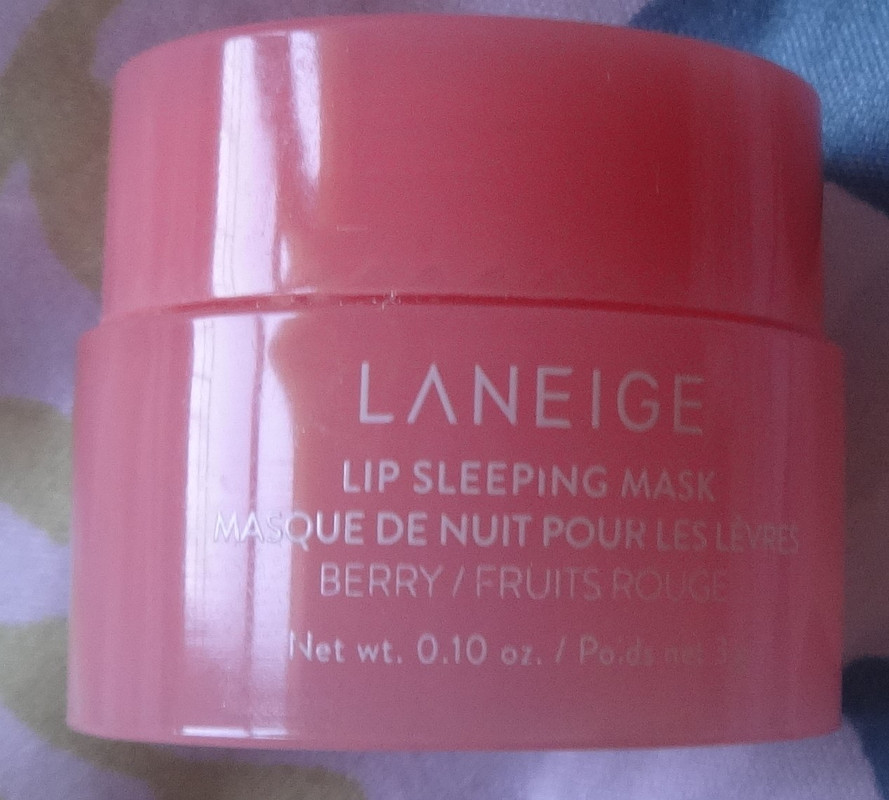 LANEIGE
LIP SLEEPING MASK
MASQUE DE NUIT POUR LES LÈVRES
BERRY / FRUITS ROUGE
Net wt. 0.10 oz. / Poids net 3